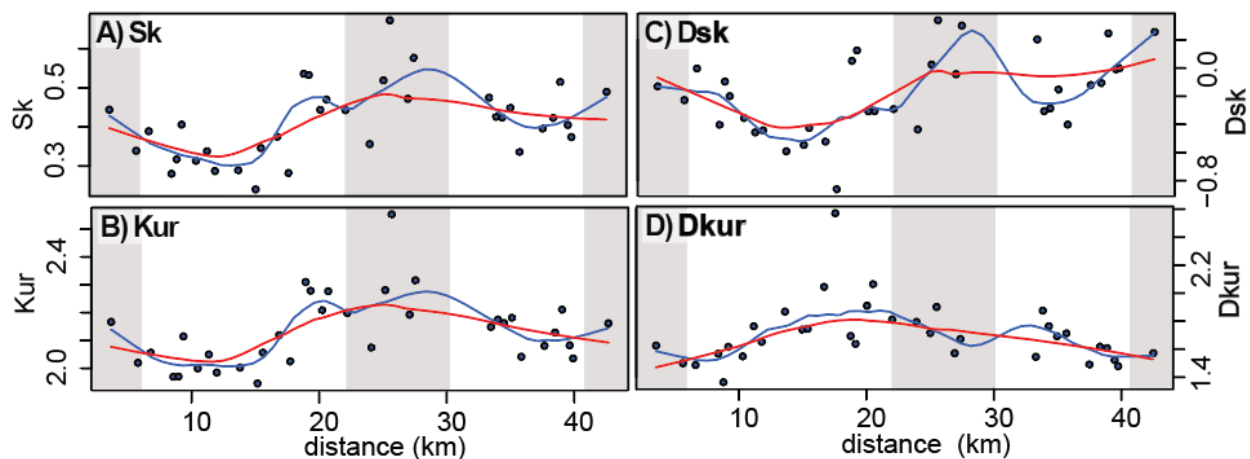 A) Sk
C) Dsk
Sk
0.5
0.3
0.0
-0.8
Dsk
B) Kur
D) Dkur
Kur
2.4
2.0
2.2
1.4
Dkur
10 20 30 40
10 20 30 40
distance (km)
distance (km)